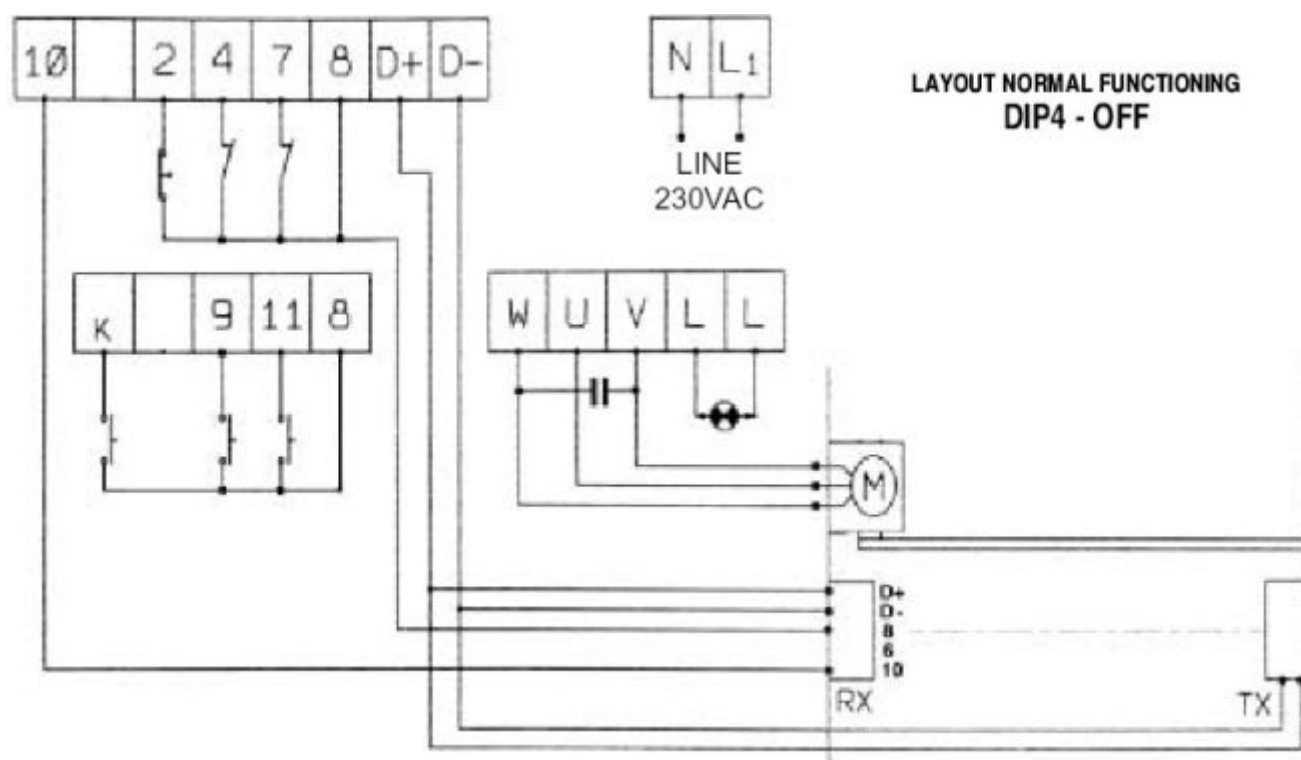 10 2 4 7 8 D+ D-
N L1
LAYOUT NORMAL FUNCTIONING
DIP4 - OFF
LINE
230VAC
K 9 11 8
W U V L L
M
D+
D-
8
6
10
RX
TX